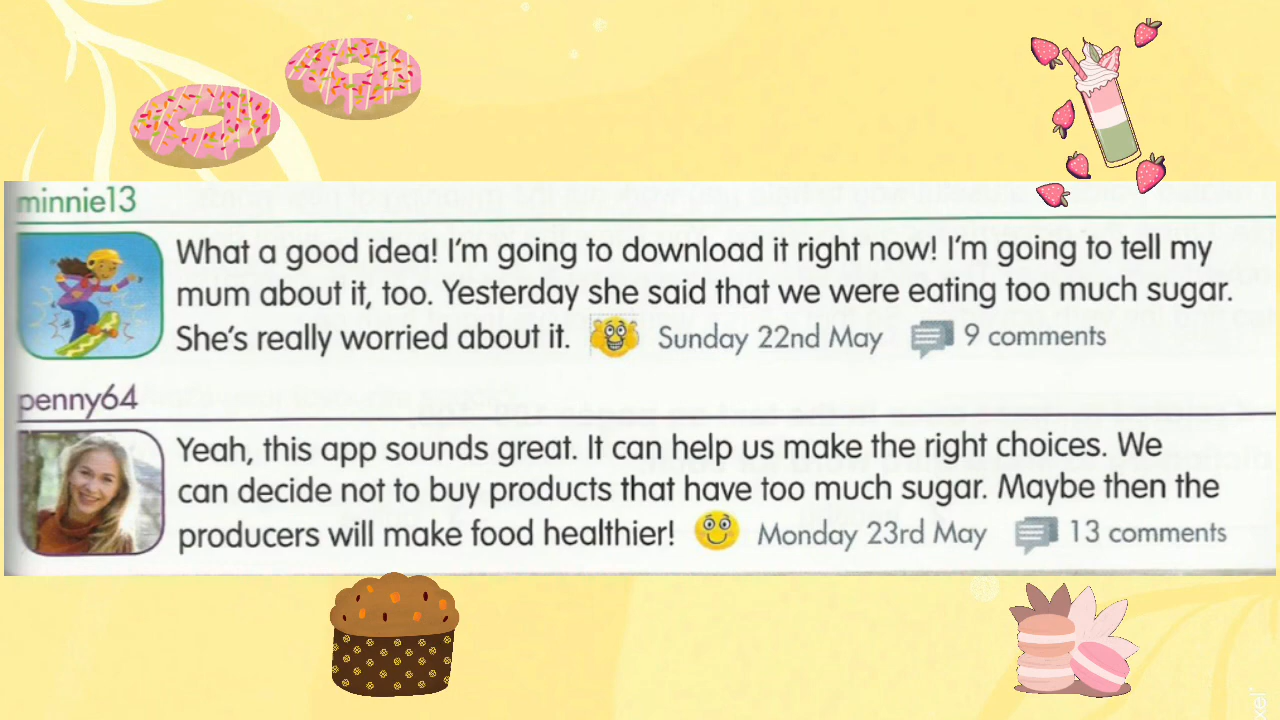 minnie13
What a good idea! I'm going to download it right now! I'm going to tell my
mum about it, too. Yesterday she said that we were eating too much sugar.
She's really worried about it. Sunday 22nd May 9 comments
penny64
Yeah, this app sounds great. It can help us make the right choices. We
can decide not to buy products that have too much sugar. Maybe then the
producers will make food healthier! Monday 23rd May 13 comments